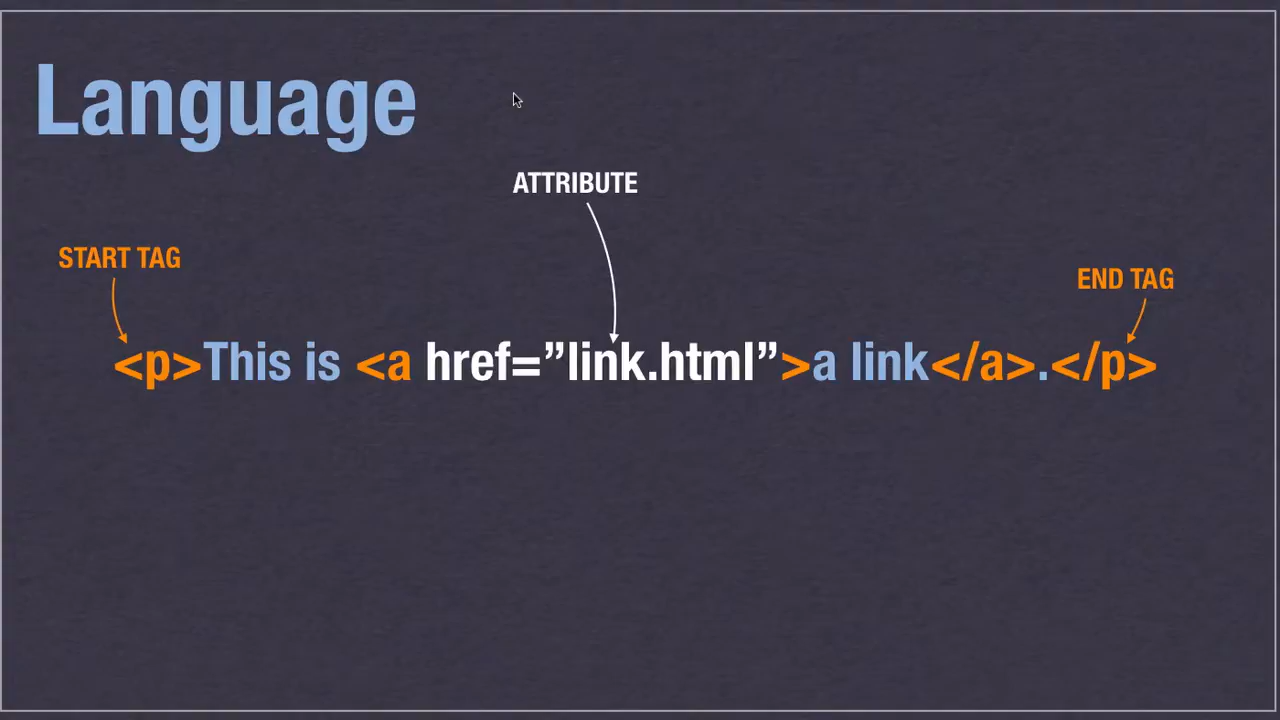 Language
ATTRIBUTE
START TAG
END TAG
<p>This is <a href=”link.html”>a link</a>.</p>